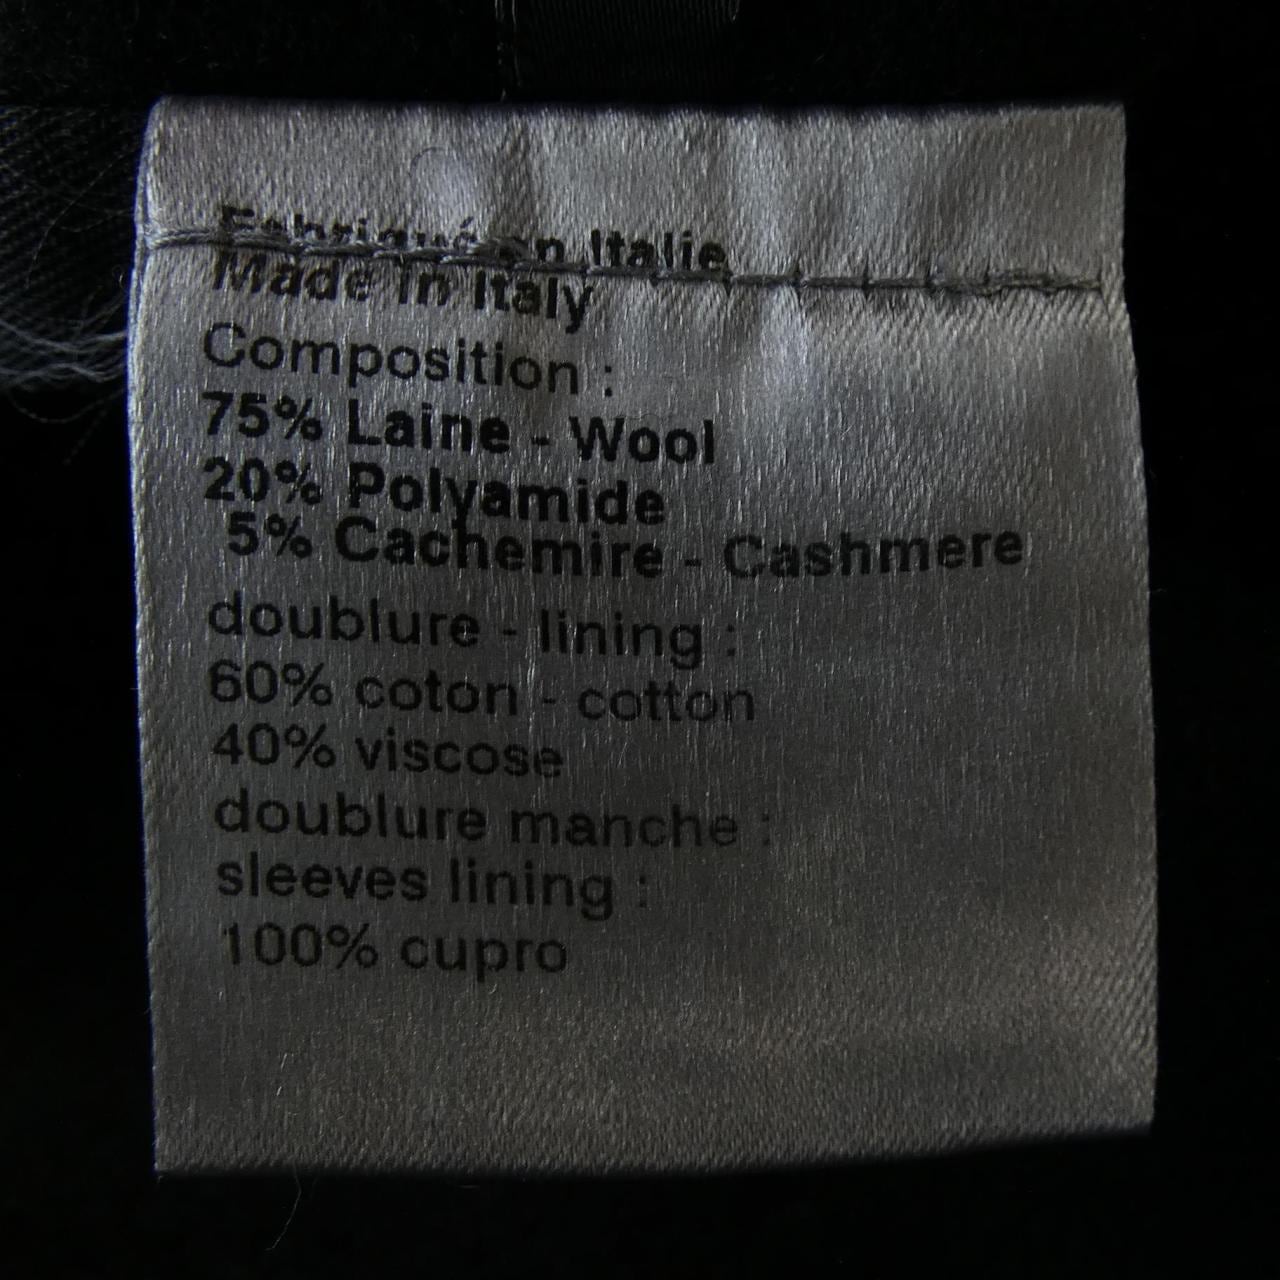 Fabriqué en Italie
Made in Italy
Composition :
75% Laine - Wool
20% Polyamide
5% Cachemire - Cashmere
doublure - lining :
60% coton - cotton
40% viscose
doublure manche :
sleeves lining :
100% cupro